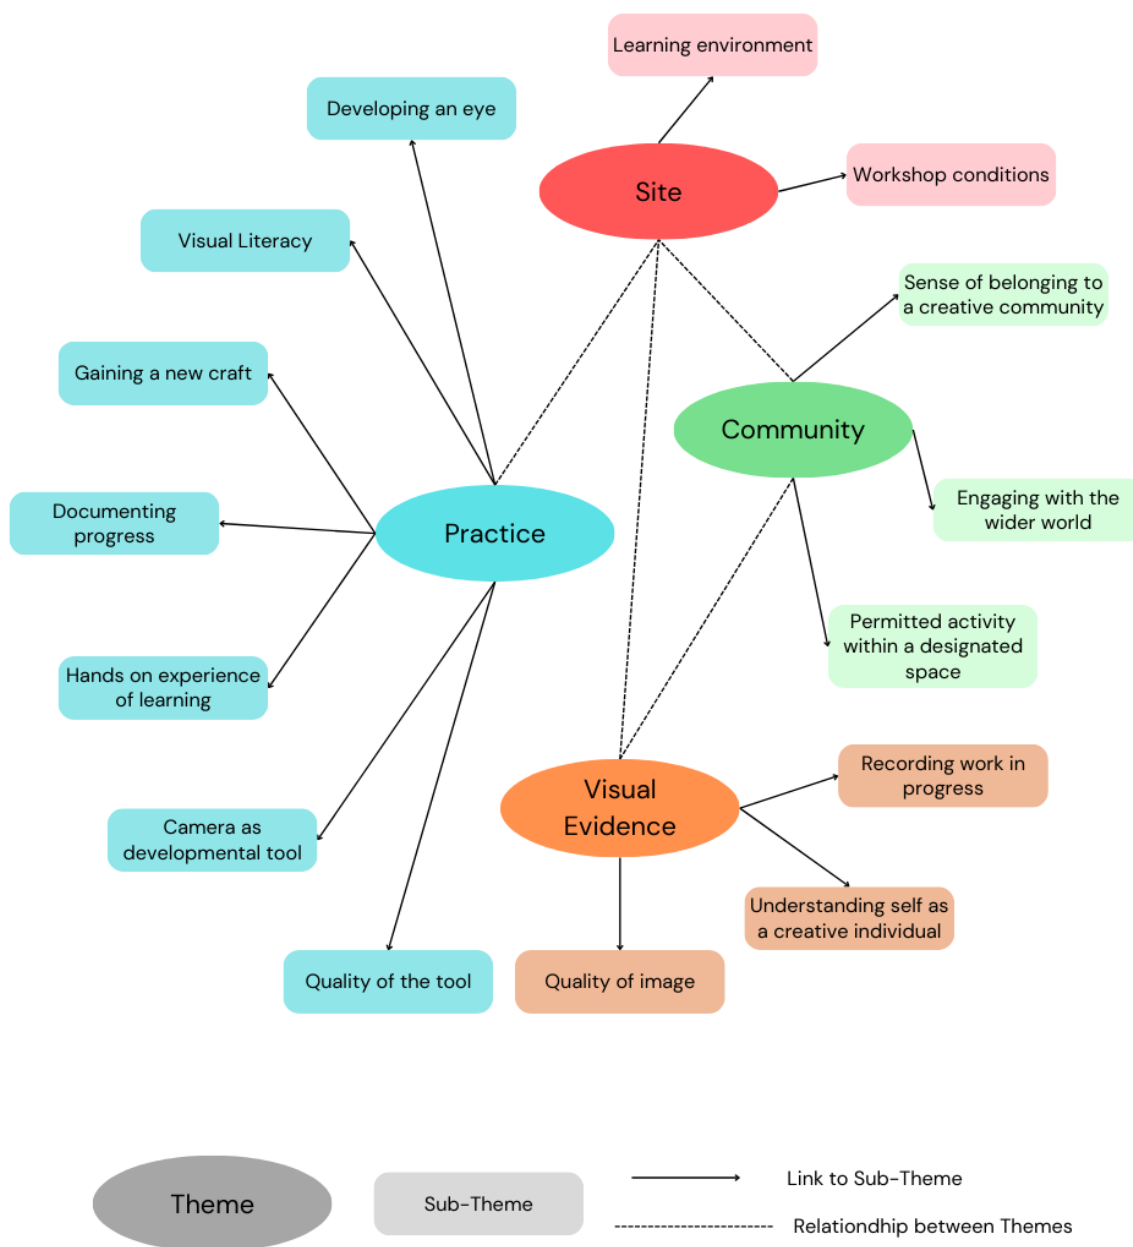 Learning environment
Developing an eye
Site
Workshop conditions
Visual Literacy
Sense of belonging to
a creative community
Gaining a new craft
Community
Documenting
progress
Practice
Engaging with the
wider world
Permitted activity
within a designated
space
Hands on experience
of learning
Recording work in
progress
Visual
Evidence
Camera as
developmental tool
Understanding self as
a creative individual
Quality of the tool
Quality of image
Theme
Sub-Theme
Link to Sub-Theme
Relationdhip between Themes